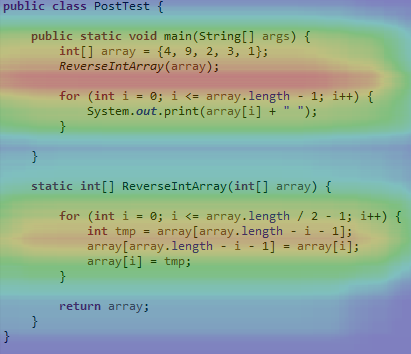 public class PostTest {
public static void main(String[] args) {
int[] array = {4, 9, 2, 3, 1};
ReverseIntArray(array);
for (int i = 0; i <= array.length - 1; i++) {
System.out.print(array[i] + " ");
}
}
static int[] ReverseIntArray(int[] array) {
for (int i = 0; i <= array.length / 2 - 1; i++) {
int tmp = array[array.length - i - 1];
array[array.length - i - 1] = array[i];
array[i] = tmp;
}
return array;
}
}